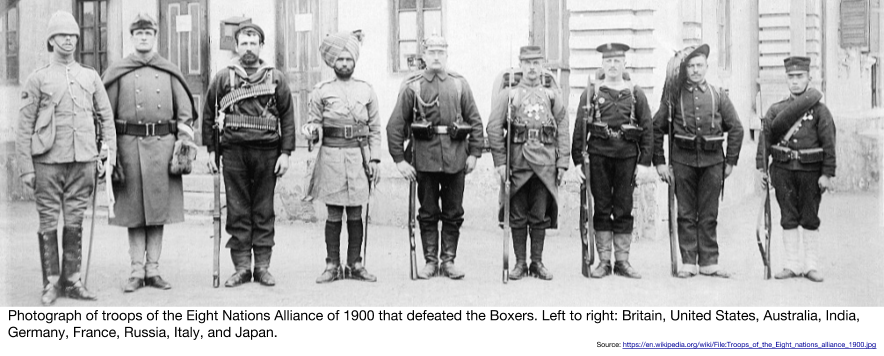 Photograph of troops of the Eight Nations Alliance of 1900 that defeated the Boxers. Left to right: Britain, United States, Australia, India,
Germany, France, Russia, Italy, and Japan.
Source: https://en.wikipedia.org/wiki/File:Troops_of_the_Eight_nations_alliance_1900.jpg